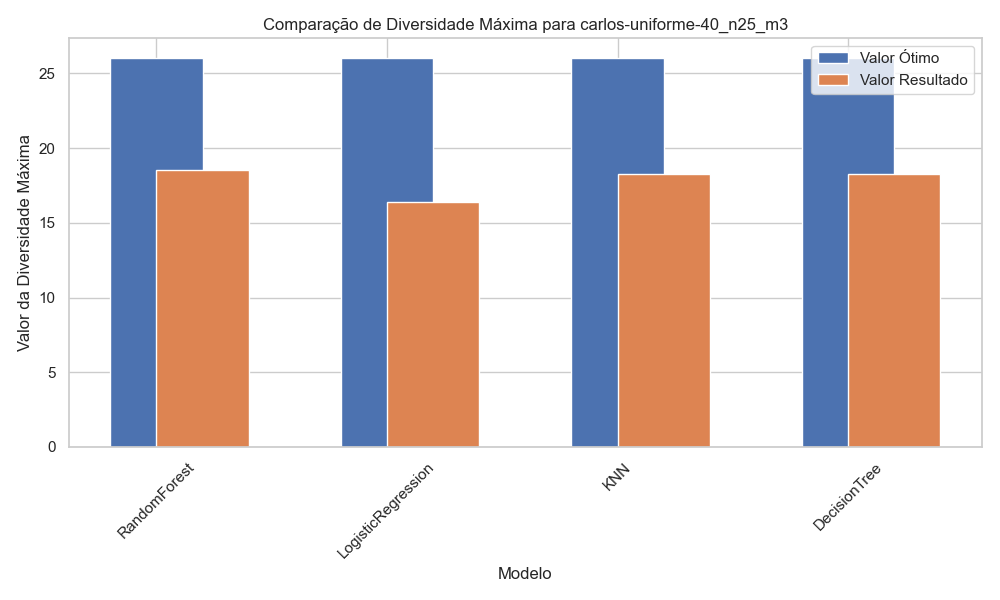 Comparação de Diversidade Máxima para carlos-uniforme-40_n25_m3
Valor Ótimo
Valor Resultado
Valor da Diversidade Máxima
25
20
15
10
5
0
RandomForest
LogisticRegression
KNN
DecisionTree
Modelo